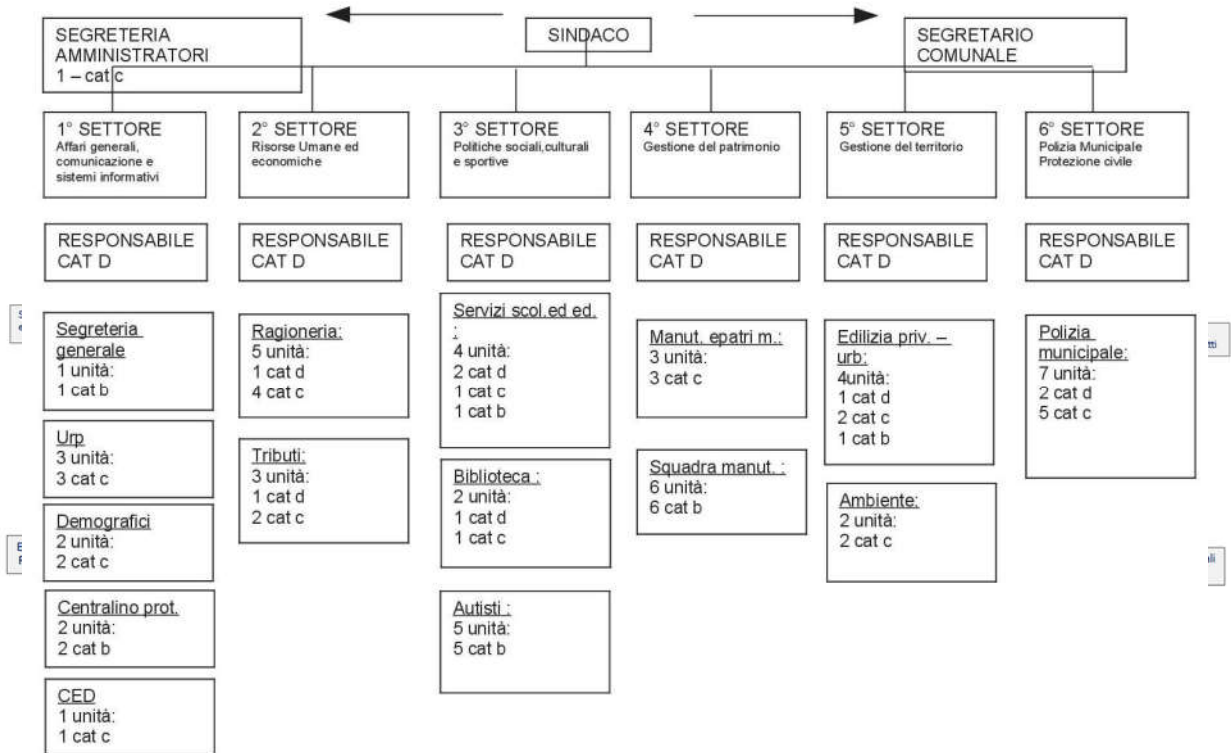 SEGRETERIA
AMMINISTRATORI
1 – cat c
SINDACO
SEGRETARIO
COMUNALE
1° SETTORE
Affari generali,
comunicazione e
sistemi informativi
2° SETTORE
Risorse Umane ed
economiche
3° SETTORE
Politiche sociali,culturali
e sportive
4° SETTORE
Gestione del patrimonio
5° SETTORE
Gestione del territorio
6° SETTORE
Polizia Municipale
Protezione civile
RESPONSABILE
CAT D
RESPONSABILE
CAT D
RESPONSABILE
CAT D
RESPONSABILE
CAT D
RESPONSABILE
CAT D
RESPONSABILE
CAT D
Segreteria
generale
1 unità:
1 cat b
Urp
3 unità:
3 cat c
Demografici
2 unità:
2 cat c
Centralino prot.
2 unità:
2 cat b
CED
1 unità:
1 cat c
Ragioneria:
5 unità:
1 cat d
4 cat c
Tributi:
3 unità:
1 cat d
2 cat c
Servizi scol.ed ed.
:
4 unità:
2 cat d
1 cat c
1 cat b
Biblioteca :
2 unità:
1 cat d
1 cat c
Autisti :
5 unità:
5 cat b
Manut. epatri m.:
3 unità:
3 cat c
Squadra manut. :
6 unità:
6 cat b
Edilizia priv. –
urb:
4unità:
1 cat d
2 cat c
1 cat b
Ambiente:
2 unità:
2 cat c
Polizia
municipale:
7 unità:
2 cat d
5 cat c